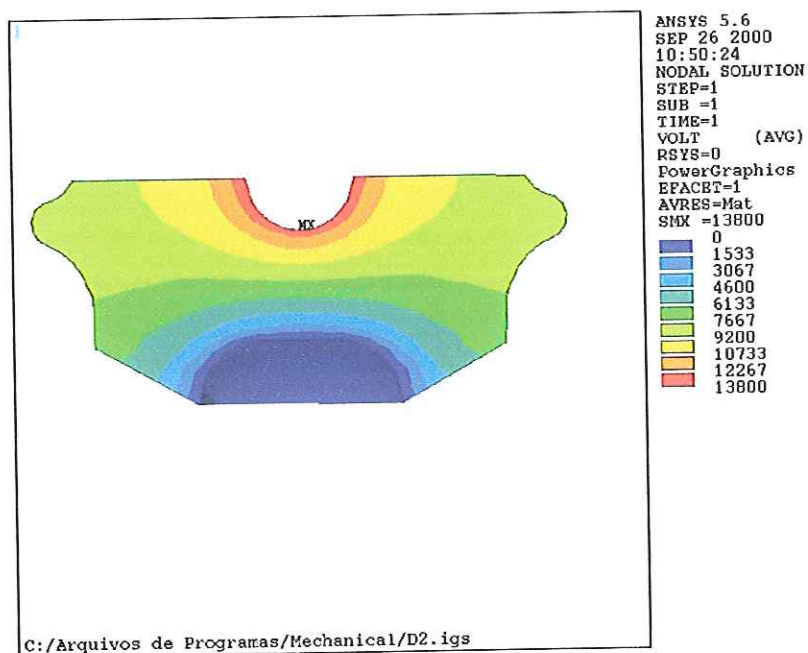 ANSYS 5.6
SEP 26 2000
10:50:24
NODAL SOLUTION
STEP=1
SUB =1
TIME=1
VOLT (AVG)
RSYS=0
PowerGraphics
EFACET=1
AVRES=Mat
SMX =13800
0
1533
3067
4600
6133
7667
9200
10733
12267
13800
MX
C:/Arquivos de Programas/Mechanical/D2.igs